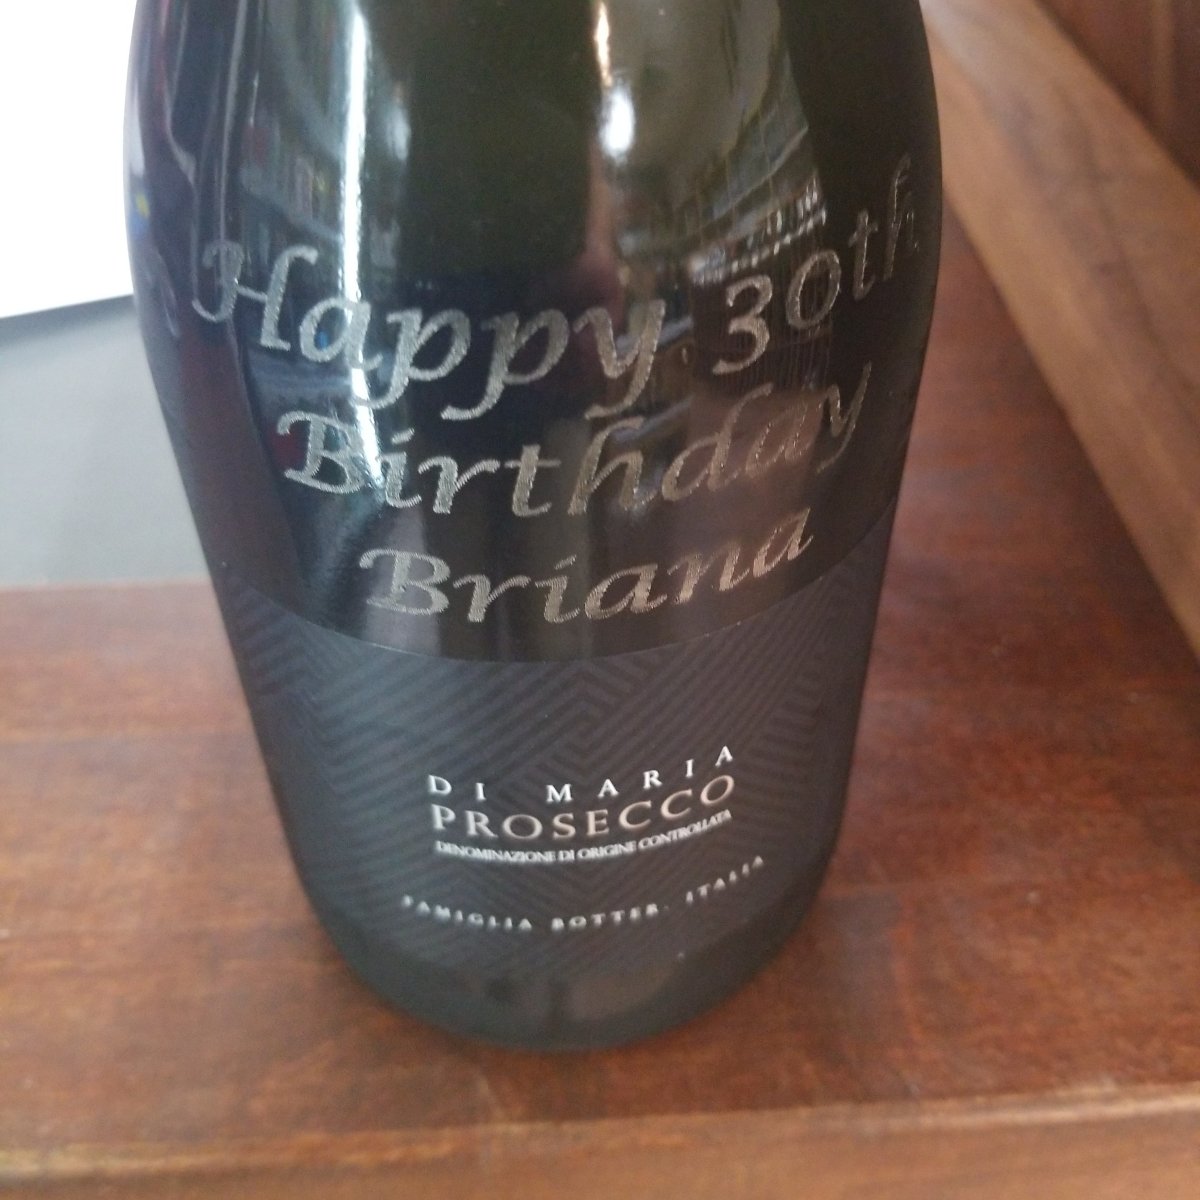 Happy 30th
Birthday
Briana
DI MARIA
PROSECCO
DENOMINAZIONE DI ORIGINE CONTROLLATA
FAMIGLIA BOTTER. ITALIA